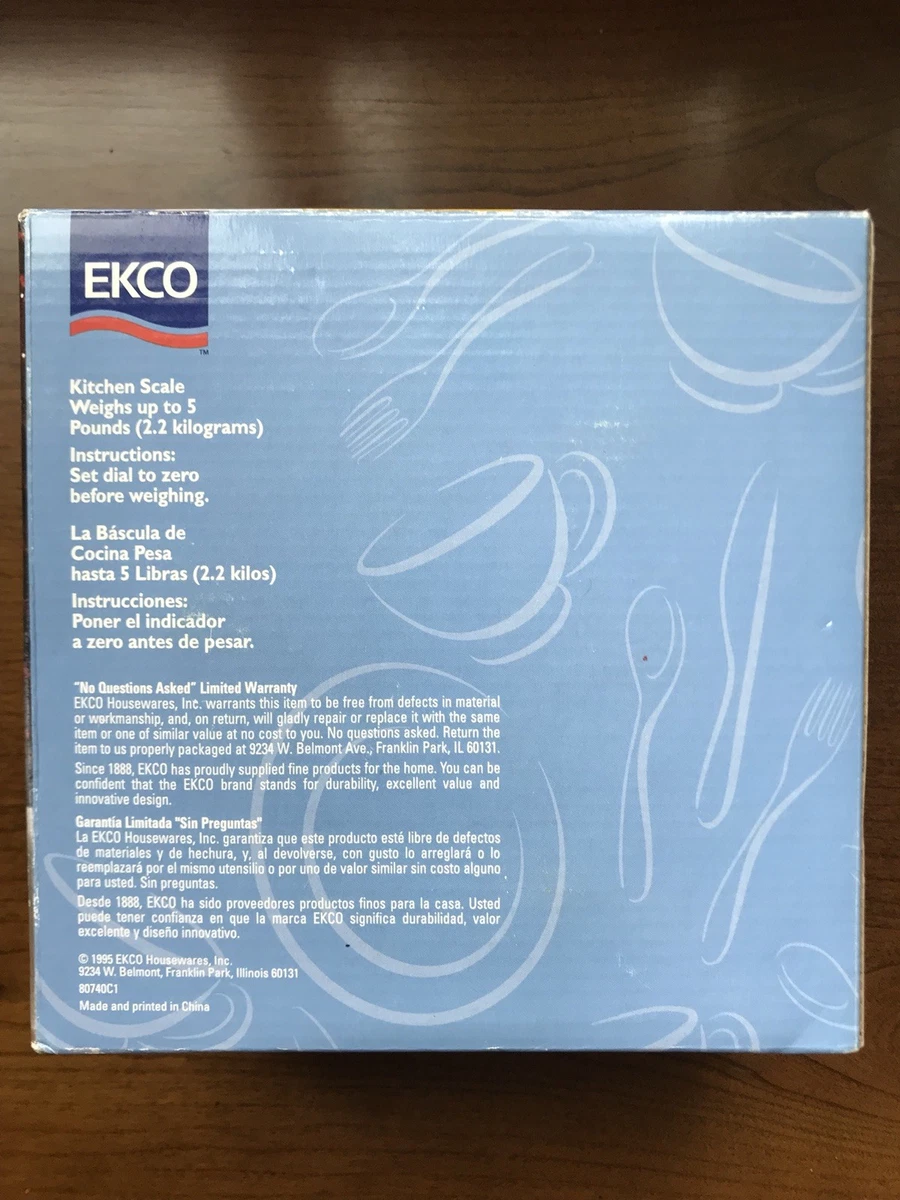 EKCO
TM
Kitchen Scale
Weighs up to 5
Pounds (2.2 kilograms)
Instructions:
Set dial to zero
before weighing.
La Báscula de
Cocina Pesa
hasta 5 Libras (2.2 kilos)
Instrucciones:
Poner el indicador
a zero antes de pesar.
"No Questions Asked" Limited Warranty
EKCO Housewares, Inc. warrants this item to be free from defects in material
or workmanship, and, on return, will gladly repair or replace it with the same
item or one of similar value at no cost to you. No questions asked. Return the
item to us properly packaged at 9234 W. Belmont Ave., Franklin Park, IL 60131.
Since 1888, EKCO has proudly supplied fine products for the home. You can be
confident that the EKCO brand stands for durability, excellent value and
innovative design.
Garantía Limitada "Sin Preguntas"
La EKCO Housewares, Inc. garantiza que este producto esté libre de defectos
de materiales y de hechura, y, al devolverse, con gusto lo arreglará o lo
reemplazará por el mismo utensilio o por uno de valor similar sin costo alguno
para usted. Sin preguntas.
Desde 1888, EKCO ha sido proveedores productos finos para la casa. Usted
puede tener confianza en que la marca EKCO significa durabilidad, valor
excelente y diseño innovativo.
© 1995 EKCO Housewares, Inc.
9234 W. Belmont, Franklin Park, Illinois 60131
80740C1
Made and printed in China